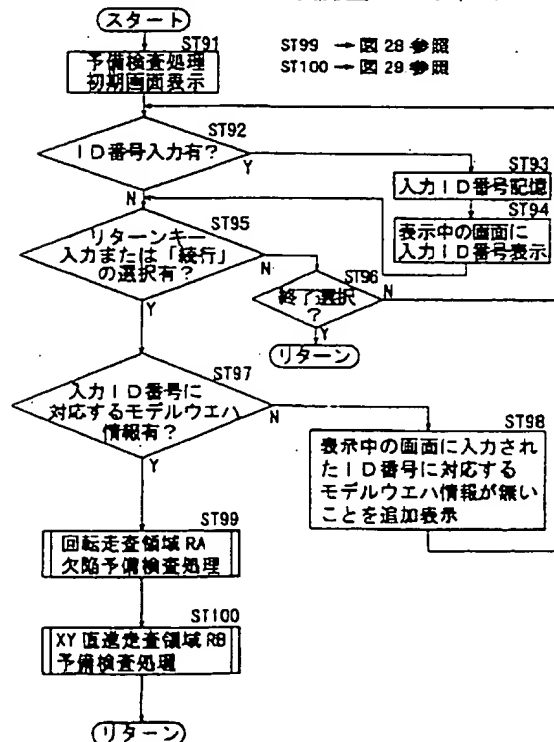 スタート
ST91
予備検査処理
初期画面表示
ST99 → 図 28 参照
ST100 → 図 29 参照
ST92
ID番号入力有?
Y
N
ST93
入力ID番号記憶
ST94
表示中の画面に
入力ID番号表示
ST95
リターンキー
入力または「続行」
の選択有?
N
Y
ST96
終了選択
?
N
Y
リターン
ST97
入力ID番号に
対応するモデルウエハ
情報有?
N
Y
ST98
表示中の画面に入力され
たID番号に対応する
モデルウエハ情報が無い
ことを追加表示
ST99
回転走査領域 RA
欠陥予備検査処理
ST100
XY 直進走査領域 RB
予備検査処理
リターン